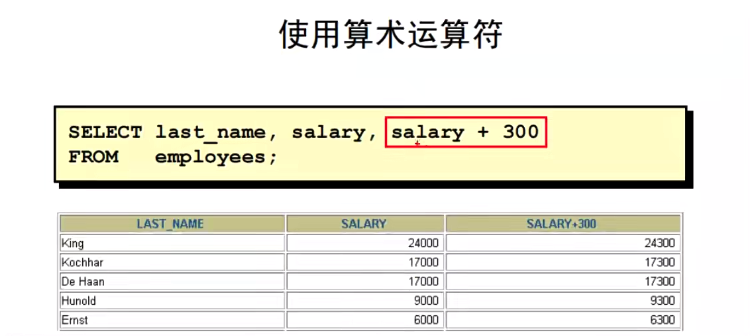 使用算术运算符
SELECT last_name, salary, salary + 300
FROM employees;
LAST_NAME SALARY SALARY+300
King 24000 24300
Kochhar 17000 17300
De Haan 17000 17300
Hunold 9000 9300
Ernst 6000 6300